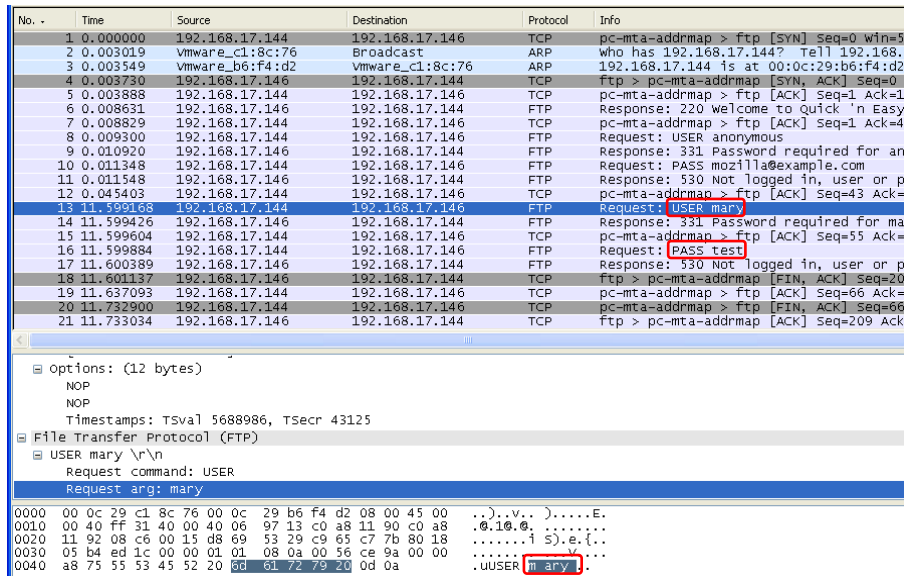 No. Time Source Destination Protocol Info
1 0.000000 192.168.17.144 192.168.17.146 TCP pc-mta-addrmap > ftp [SYN] Seq=0 Win=5
2 0.003019 Vmware_c1:8c:76 Broadcast ARP Who has 192.168.17.144? Tell 192.168.
3 0.003549 Vmware_b6:f4:d2 Vmware_c1:8c:76 ARP 192.168.17.144 is at 00:0c:29:b6:f4:d2
4 0.003730 192.168.17.146 192.168.17.144 TCP ftp > pc-mta-addrmap [SYN, ACK] Seq=0
5 0.003888 192.168.17.144 192.168.17.146 TCP pc-mta-addrmap > ftp [ACK] Seq=1 Ack=1
6 0.008631 192.168.17.146 192.168.17.144 FTP Response: 220 Welcome to Quick 'n Easy
7 0.008829 192.168.17.144 192.168.17.146 TCP pc-mta-addrmap > ftp [ACK] Seq=1 Ack=4
8 0.009300 192.168.17.144 192.168.17.146 FTP Request: USER anonymous
9 0.010920 192.168.17.146 192.168.17.144 FTP Response: 331 Password required for an
10 0.011348 192.168.17.144 192.168.17.146 FTP Request: PASS mozilla@example.com
11 0.011548 192.168.17.146 192.168.17.144 FTP Response: 530 Not logged in, user or p
12 0.045403 192.168.17.144 192.168.17.146 TCP pc-mta-addrmap > ftp [ACK] Seq=43 Ack=
13 11.599168 192.168.17.144 192.168.17.146 FTP Request: USER mary
14 11.599426 192.168.17.146 192.168.17.144 FTP Response: 331 Password required for ma
15 11.599604 192.168.17.144 192.168.17.146 TCP pc-mta-addrmap > ftp [ACK] Seq=55 Ack=
16 11.599884 192.168.17.144 192.168.17.146 FTP Request: PASS test
17 11.600389 192.168.17.146 192.168.17.144 FTP Response: 530 Not logged in, user or p
18 11.601137 192.168.17.146 192.168.17.144 TCP ftp > pc-mta-addrmap [FIN, ACK] Seq=20
19 11.637093 192.168.17.144 192.168.17.146 TCP pc-mta-addrmap > ftp [ACK] Seq=66 Ack=
20 11.732900 192.168.17.144 192.168.17.146 TCP pc-mta-addrmap > ftp [FIN, ACK] Seq=66
21 11.733034 192.168.17.146 192.168.17.144 TCP ftp > pc-mta-addrmap [ACK] Seq=209 Ack
Options: (12 bytes)
NOP
NOP
Timestamps: TSval 5688986, TSecr 43125
File Transfer Protocol (FTP)
USER mary \r\n
Request command: USER
Request arg: mary
0000 00 0c 29 c1 8c 76 00 0c 29 b6 f4 d2 08 00 45 00 ..)..v.. ).....E.
0010 00 40 ff 31 40 00 40 06 97 13 c0 a8 11 90 c0 a8 .@.1@.@. ........
0020 11 92 08 c6 00 15 d8 69 53 29 c9 65 c7 7b 80 18 .......i S).e.{..
0030 05 b4 ed 1c 00 00 01 01 08 0a 00 56 ce 9a 00 00 ........ ...V....
0040 a8 75 55 53 45 52 20 6d 61 72 79 20 0d 0a .uUSER m ary ..